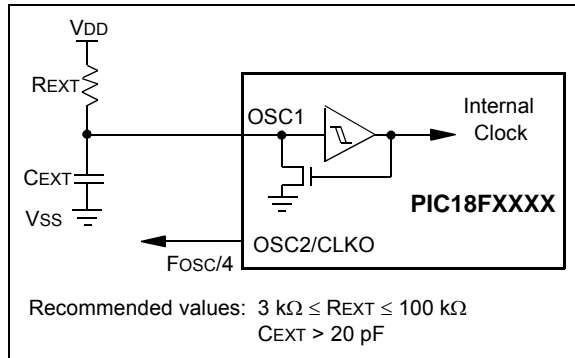 VDD
REXT
OSC1
Internal
Clock
CEXT
PIC18FXXXX
VSS
OSC2/CLKO
FOSC/4
Recommended values: 3 kΩ ≤ REXT ≤ 100 kΩ
CEXT > 20 pF